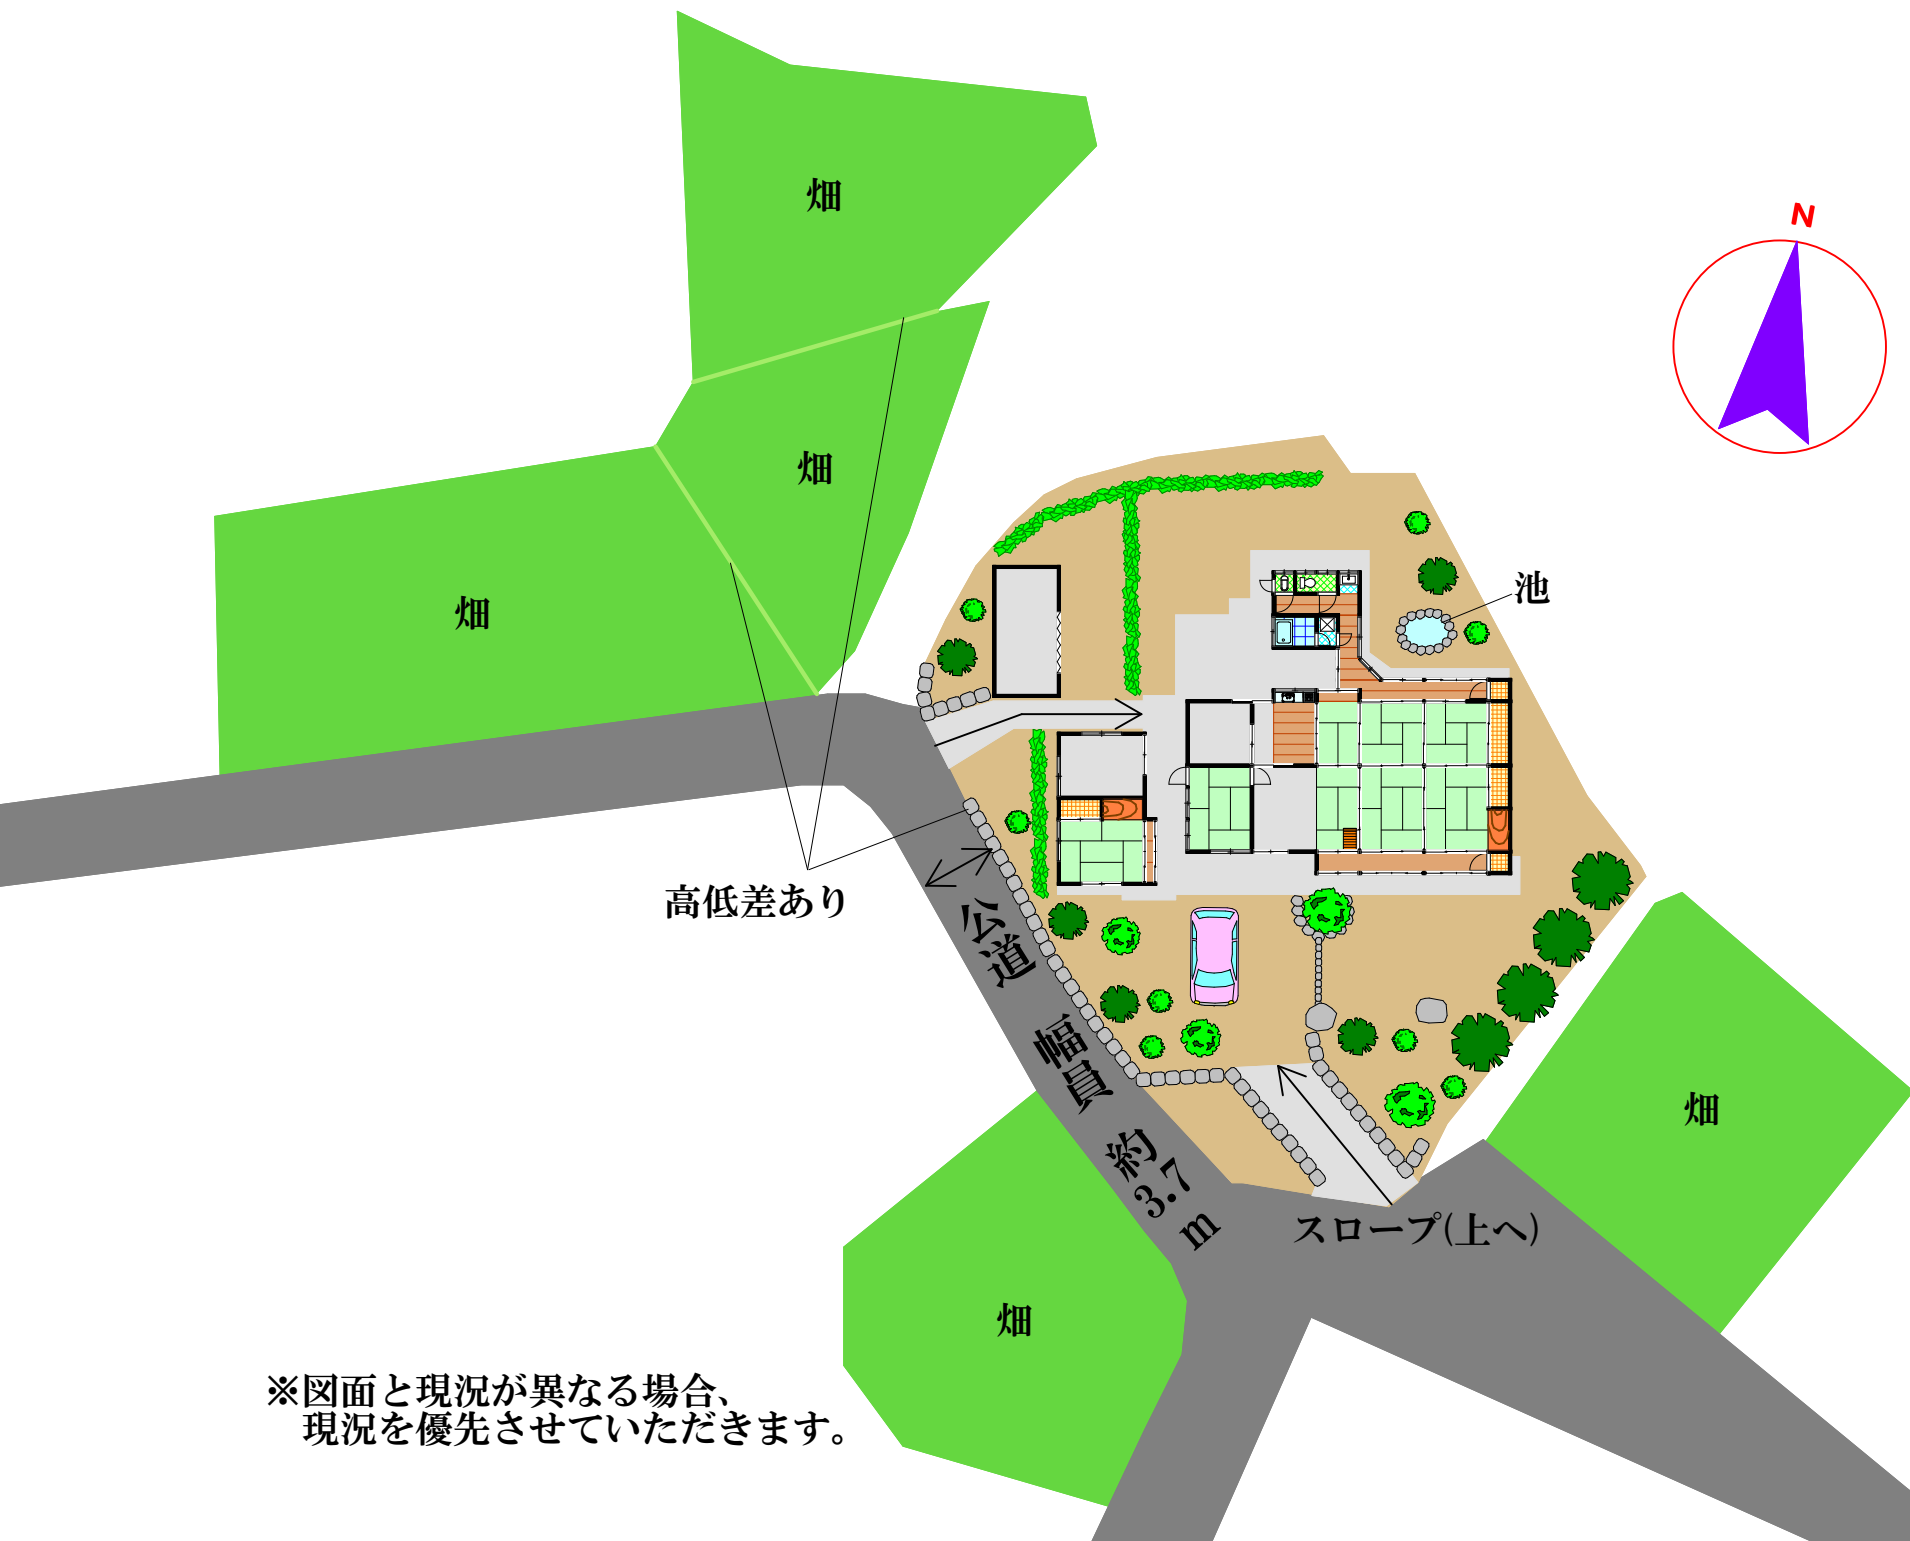 畑
N
畑
池
畑
高低差あり
公道 幅員 約3.7m
畑
スロープ(上へ)
畑
※図面と現況が異なる場合、
現況を優先させていただきます。